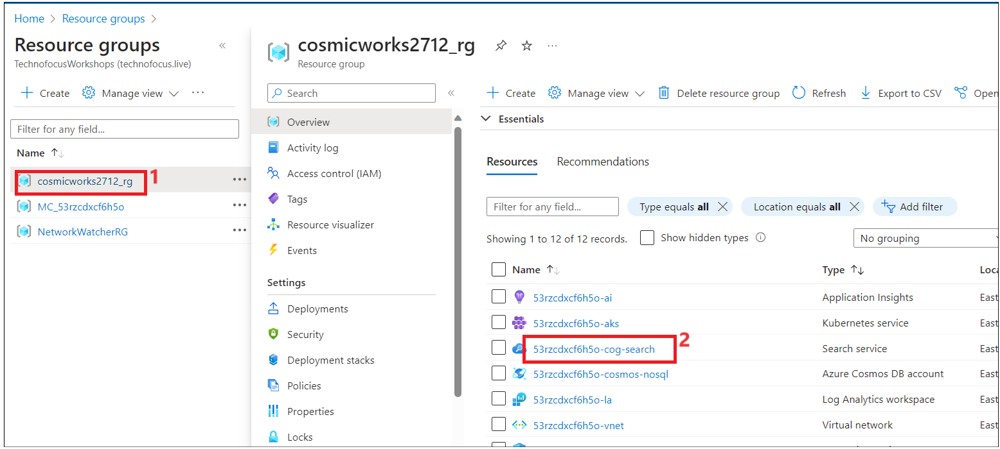 Home > Resource groups >
Resource groups «
TechnofocusWorkshops (technofocus.live)
+ Create Manage view ...
Filter for any field...
Name ↑↓
cosmicworks2712_rg ... 1
MC_53rzcdxcf6h5o ...
NetworkWatcherRG ...
cosmicworks2712_rg ...
Resource group
Search «
Overview
Activity log
Access control (IAM)
Tags
Resource visualizer
Events
Settings
Deployments
Security
Deployment stacks
Policies
Properties
Locks
+ Create Manage view Delete resource group Refresh Export to CSV Open
Essentials
Resources Recommendations
Filter for any field... Type equals all Location equals all Add filter
Showing 1 to 12 of 12 records. Show hidden types No grouping
Name ↑↓ Type ↑↓ Loca
53rzcdxcf6h5o-ai Application Insights East
53rzcdxcf6h5o-aks Kubernetes service East
53rzcdxcf6h5o-cog-search 2 Search service East
53rzcdxcf6h5o-cosmos-nosql Azure Cosmos DB account East
53rzcdxcf6h5o-la Log Analytics workspace East
53rzcdxcf6h5o-vnet Virtual network East